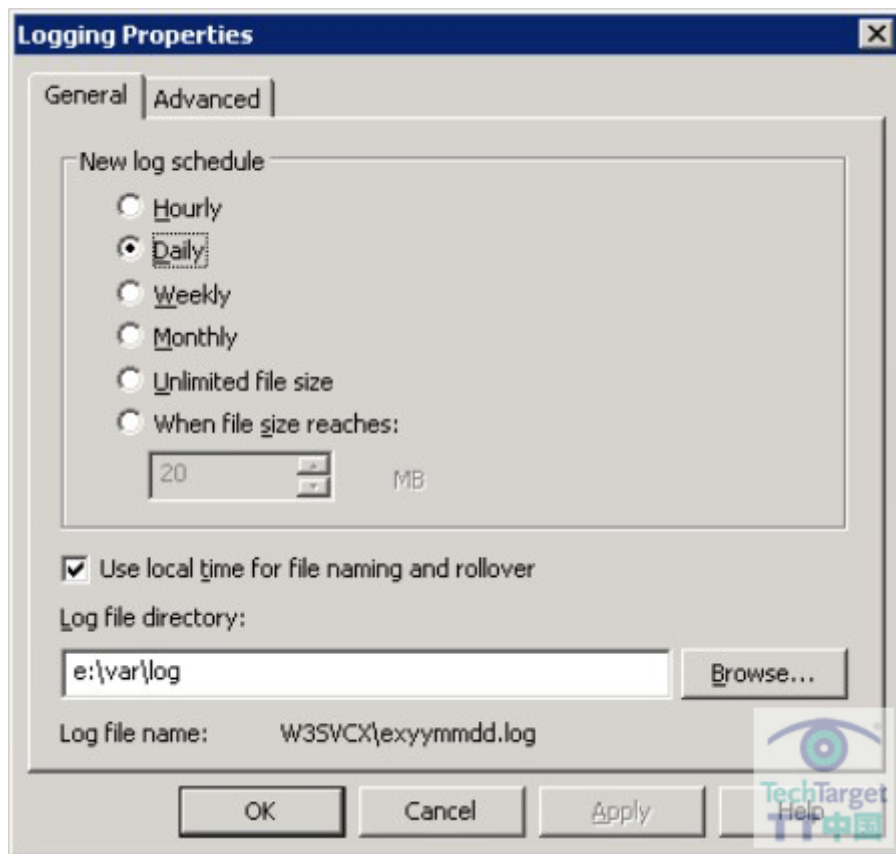 Logging Properties
General Advanced
New log schedule
Hourly
Daily
Weekly
Monthly
Unlimited file size
When file size reaches:
20 MB
Use local time for file naming and rollover
Log file directory:
e:\var\log Browse...
Log file name: W3SVCX\exyymmdd.log
OK Cancel Apply Help
TechTarget
TT中国